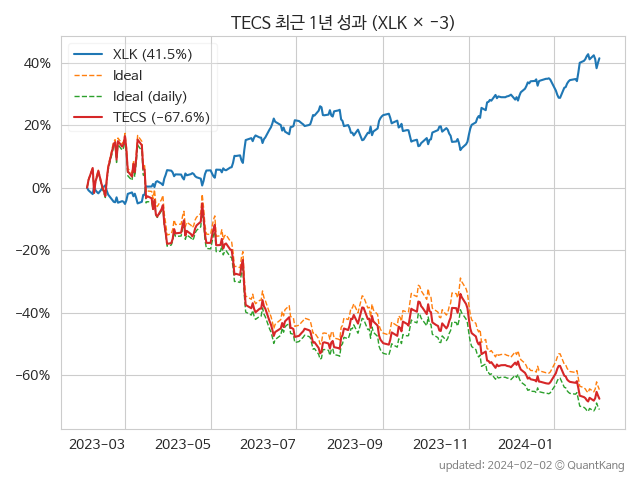 TECS 최근 1년 성과 (XLK × −3)
XLK (41.5%)
Ideal
Ideal (daily)
TECS (−67.6%)
40%
20%
0%
−20%
−40%
−60%
2023-03 2023-05 2023-07 2023-09 2023-11 2024-01
updated: 2024-02-02 © QuantKang